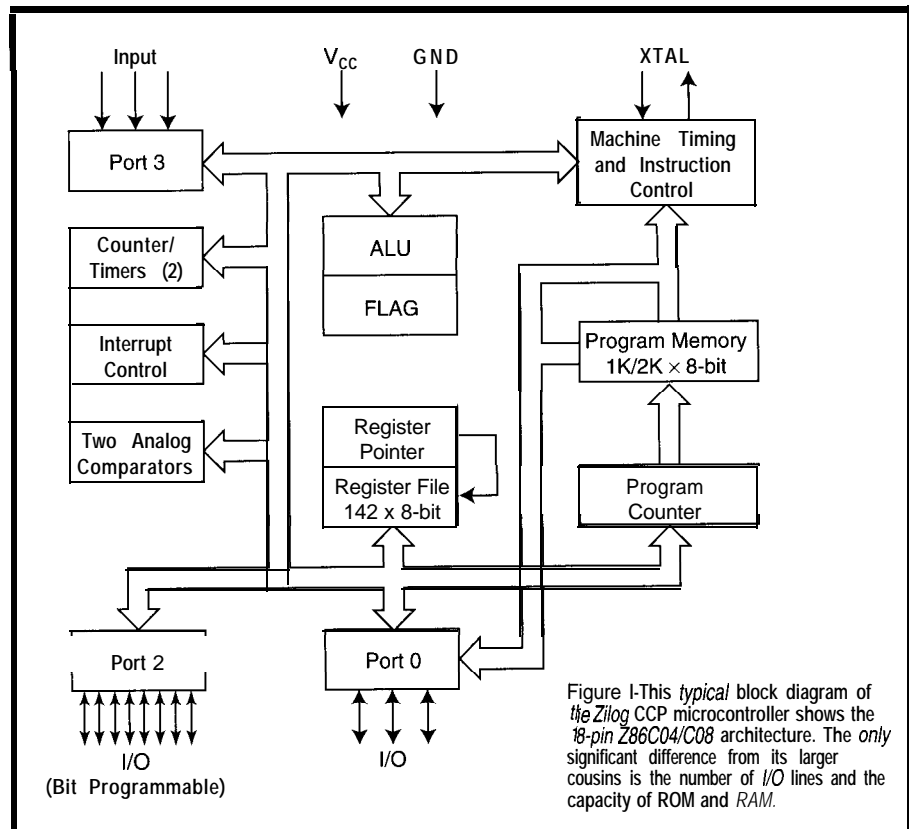 Input
V_CC
GND
XTAL
Port 3
Machine Timing
and Instruction
Control
Counter/
Timers (2)
ALU
FLAG
Interrupt
Control
Program Memory
1K/2K × 8-bit
Two Analog
Comparators
Register
Pointer
Register File
142 x 8-bit
Program
Counter
Port 2
Port 0
I/O
(Bit Programmable)
I/O
Figure I-This typical block diagram of
the Zilog CCP microcontroller shows the
18-pin Z86C04/C08 architecture. The only
significant difference from its larger
cousins is the number of I/O lines and the
capacity of ROM and RAM.